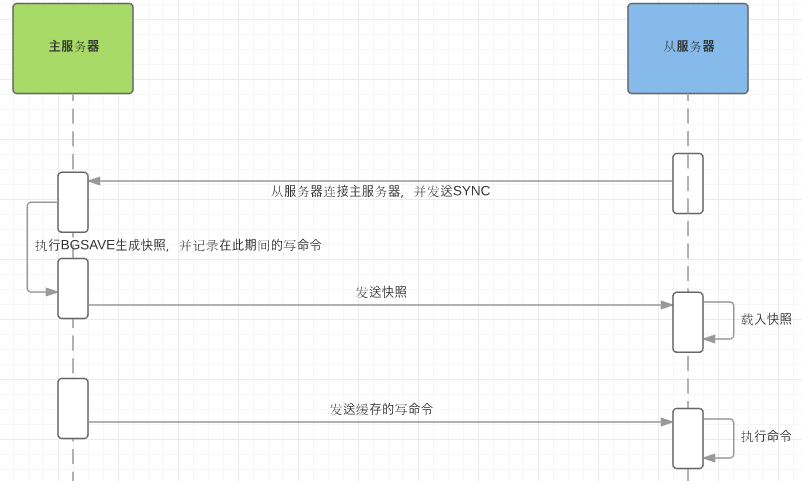 主服务器
从服务器
从服务器连接主服务器，并发送SYNC
执行BGSAVE生成快照，并记录在此期间的写命令
发送快照
载入快照
发送缓存的写命令
执行命令